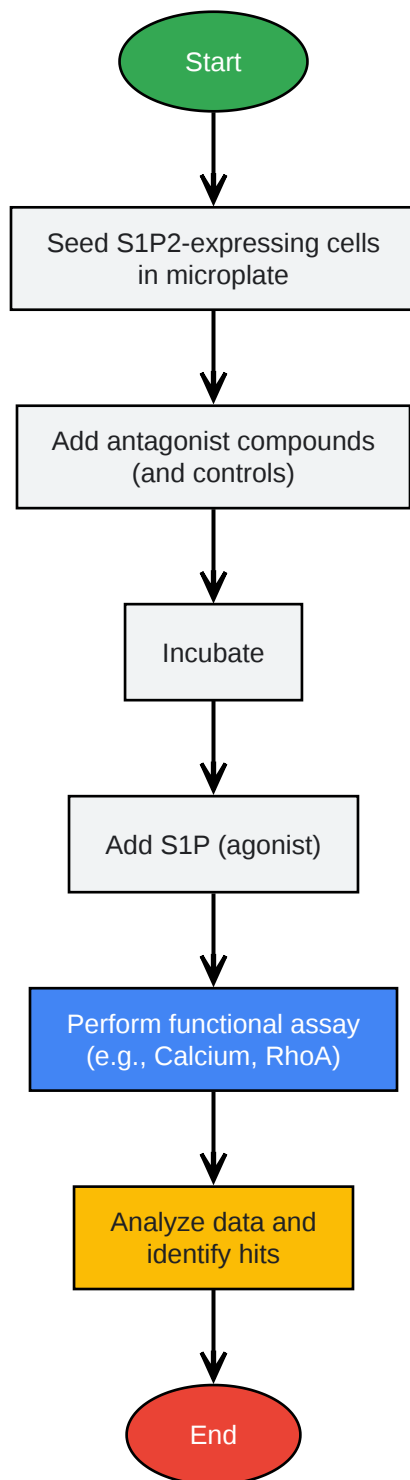 Start
Seed S1P2-expressing cells
in microplate
Add antagonist compounds
(and controls)
Incubate
Add S1P (agonist)
Perform functional assay
(e.g., Calcium, RhoA)
Analyze data and
identify hits
End